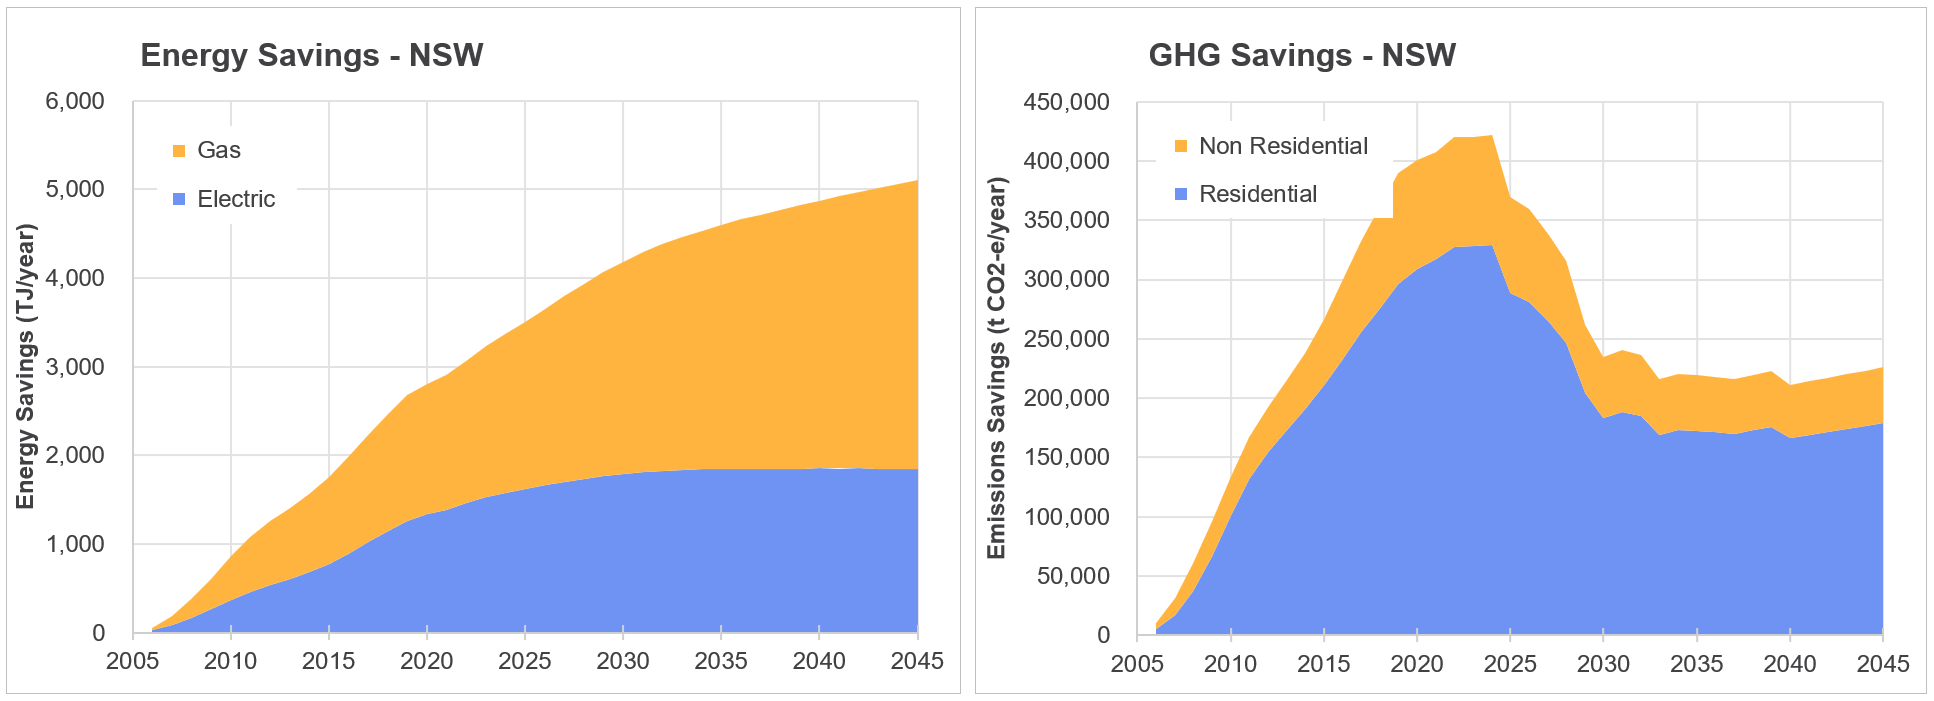 Energy Savings - NSW
Energy Savings (TJ/year)
6,000
5,000
4,000
3,000
2,000
1,000
0
Gas
Electric
2005 2010 2015 2020 2025 2030 2035 2040 2045
GHG Savings - NSW
Emissions Savings (t CO2-e/year)
450,000
400,000
350,000
300,000
250,000
200,000
150,000
100,000
50,000
0
Non Residential
Residential
2005 2010 2015 2020 2025 2030 2035 2040 2045